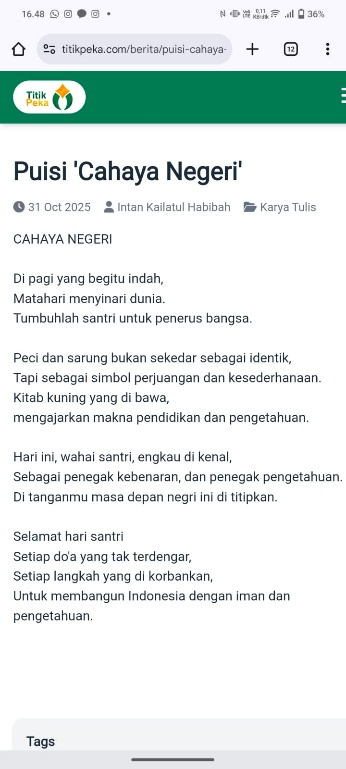 16.48
0,11
KB/dtk
36%
titikpeka.com/berita/puisi-cahaya-
12
Titik
Peka
Puisi 'Cahaya Negeri'
31 Oct 2025 Intan Kailatul Habibah Karya Tulis
CAHAYA NEGERI
Di pagi yang begitu indah,
Matahari menyinari dunia.
Tumbuhlah santri untuk penerus bangsa.
Peci dan sarung bukan sekedar sebagai identik,
Tapi sebagai simbol perjuangan dan kesederhanaan.
Kitab kuning yang di bawa,
mengajarkan makna pendidikan dan pengetahuan.
Hari ini, wahai santri, engkau di kenal,
Sebagai penegak kebenaran, dan penegak pengetahuan.
Di tanganmu masa depan negri ini di titipkan.
Selamat hari santri
Setiap do'a yang tak terdengar,
Setiap langkah yang di korbankan,
Untuk membangun Indonesia dengan iman dan
pengetahuan.
Tags